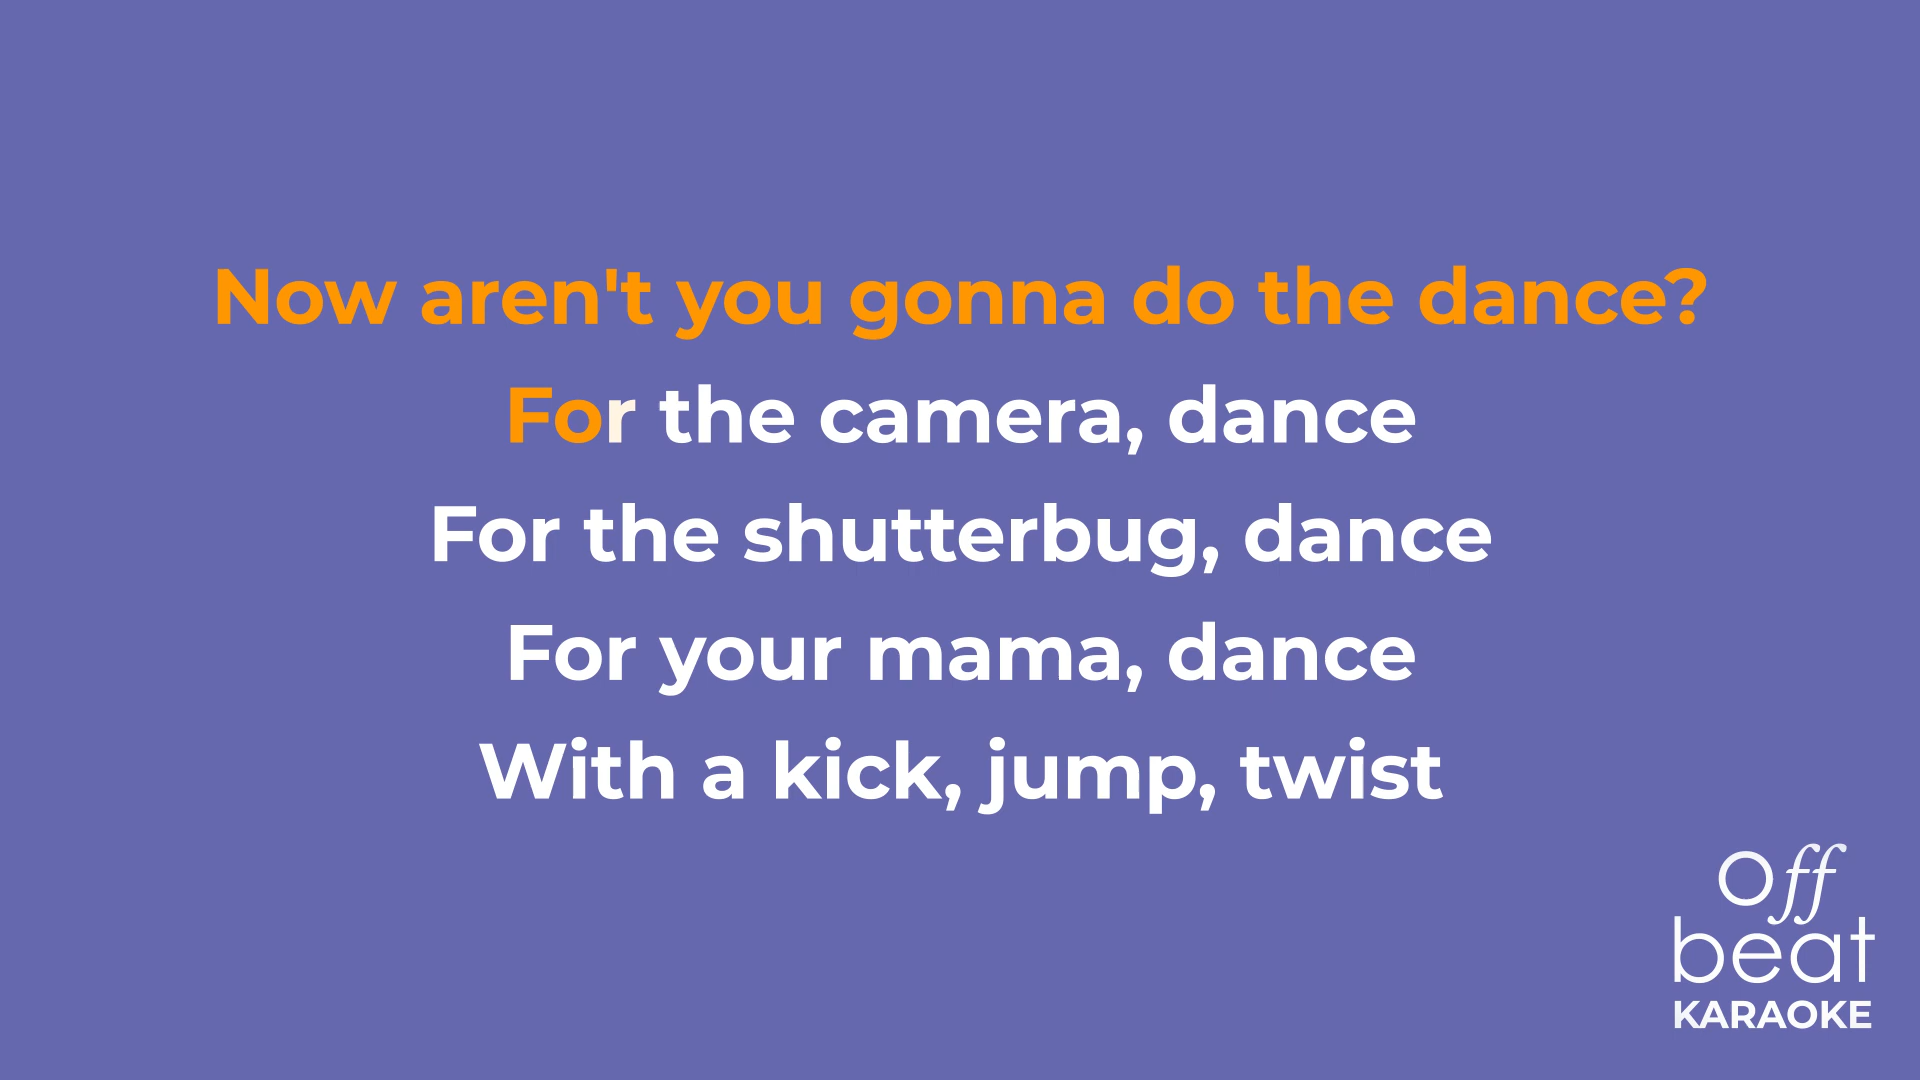 Now aren't you gonna do the dance?
For the camera, dance
For the shutterbug, dance
For your mama, dance
With a kick, jump, twist
off
beat
KARAOKE